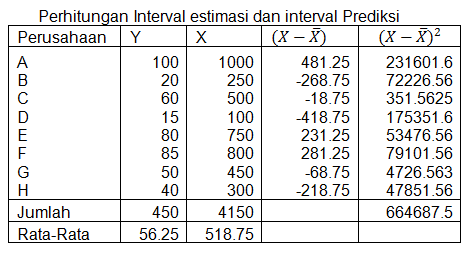 Perhitungan Interval estimasi dan interval Prediksi
Perusahaan Y X (X − X̄) (X − X̄)²
A 100 1000 481.25 231601.6
B 20 250 -268.75 72226.56
C 60 500 -18.75 351.5625
D 15 100 -418.75 175351.6
E 80 750 231.25 53476.56
F 85 800 281.25 79101.56
G 50 450 -68.75 4726.563
H 40 300 -218.75 47851.56
Jumlah 450 4150 664687.5
Rata-Rata 56.25 518.75